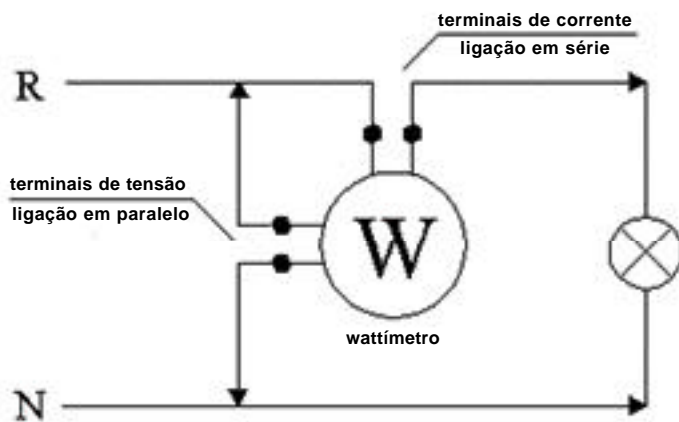 terminais de corrente
ligação em série
R
terminais de tensão
ligação em paralelo
W
wattímetro
N